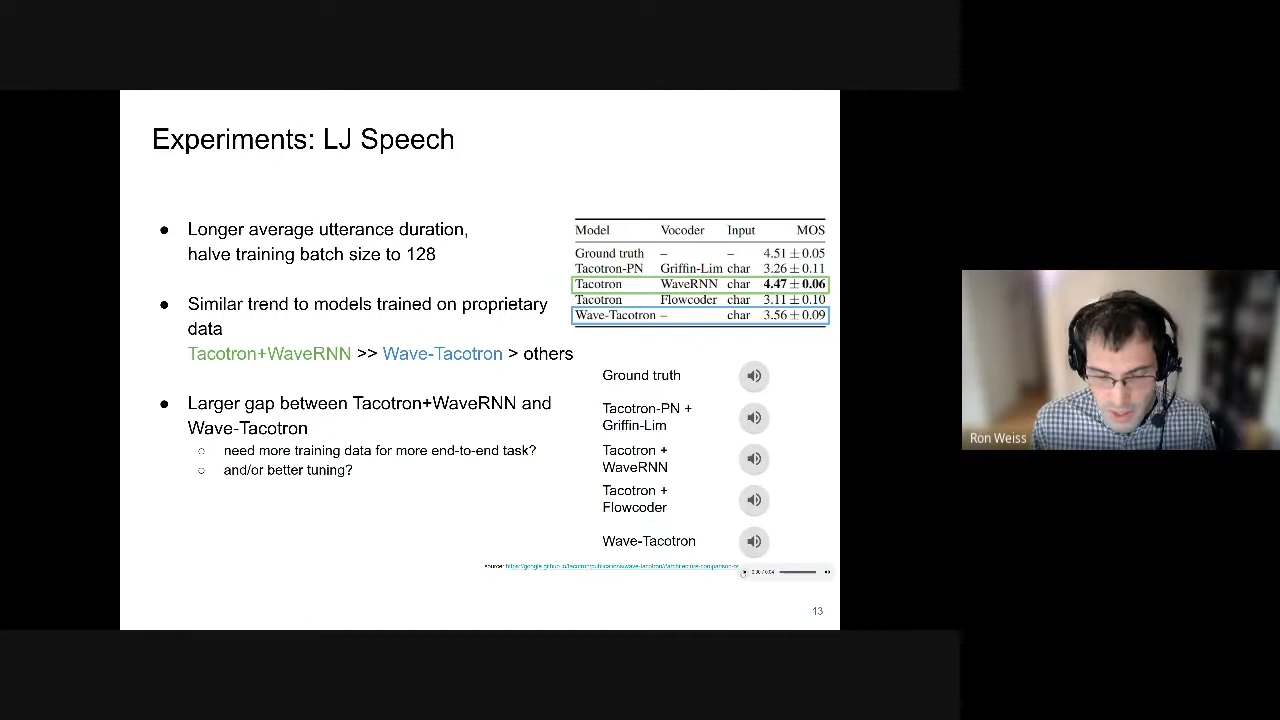 Experiments: LJ Speech
● Longer average utterance duration,
halve training batch size to 128
● Similar trend to models trained on proprietary
data
Tacotron+WaveRNN >> Wave-Tacotron > others
● Larger gap between Tacotron+WaveRNN and
Wave-Tacotron
○ need more training data for more end-to-end task?
○ and/or better tuning?
Model Vocoder Input MOS
Ground truth – – 4.51 ± 0.05
Tacotron-PN Griffin-Lim char 3.26 ± 0.11
Tacotron WaveRNN char 4.47 ± 0.06
Tacotron Flowcoder char 3.11 ± 0.10
Wave-Tacotron – char 3.56 ± 0.09
Ground truth
Tacotron-PN +
Griffin-Lim
Tacotron +
WaveRNN
Tacotron +
Flowcoder
Wave-Tacotron
source:
0:00 / 0:04
13
Ron Weiss